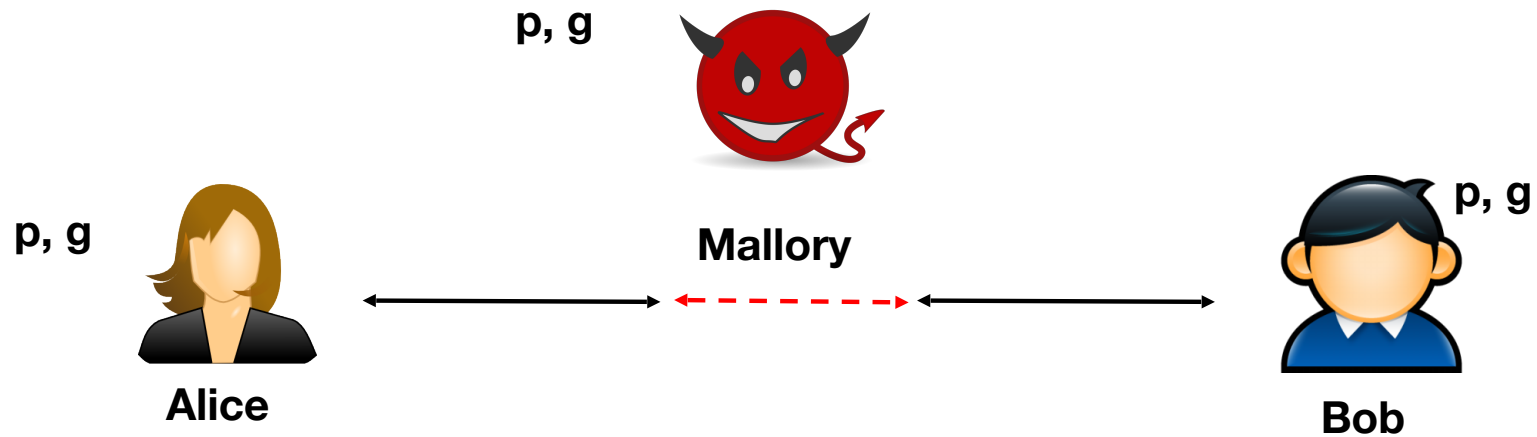 p, g
p, g
p, g
Mallory
Alice
Bob